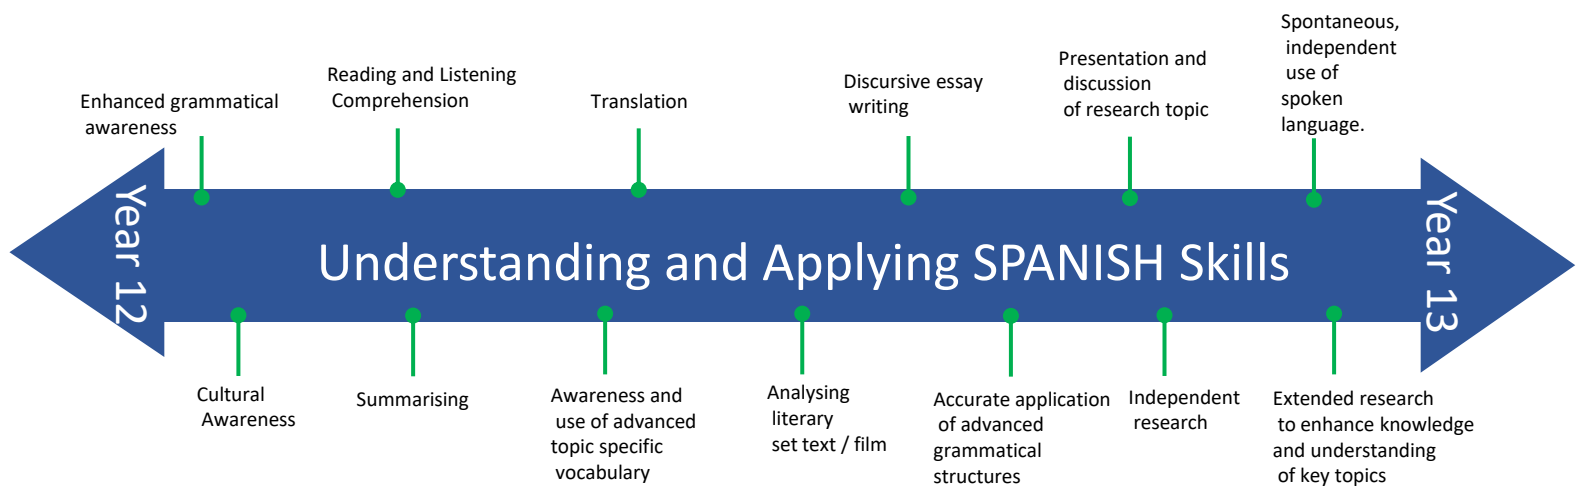 Enhanced grammatical
awareness
Reading and Listening
Comprehension
Translation
Discursive essay
writing
Presentation and
discussion
of research topic
Spontaneous,
independent
use of
spoken
language.
Year 12
Understanding and Applying SPANISH Skills
Year 13
Cultural
Awareness
Summarising
Awareness and
use of advanced
topic specific
vocabulary
Analysing
literary
set text / film
Accurate application
of advanced
grammatical
structures
Independent
research
Extended research
to enhance knowledge
and understanding
of key topics